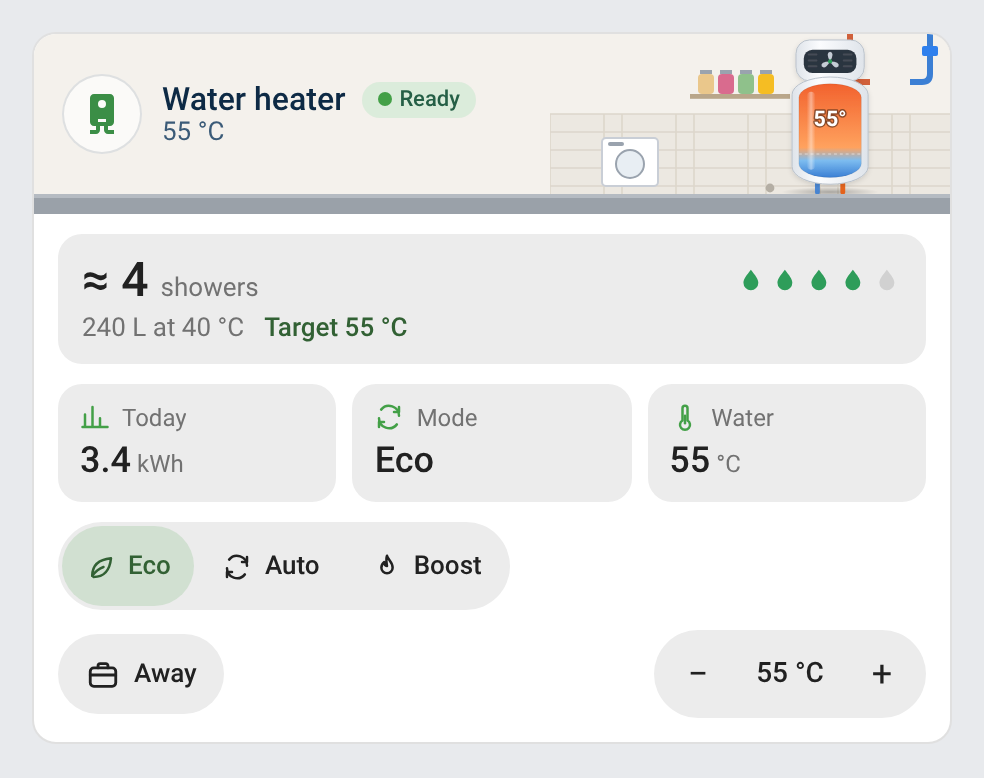 Water heater
Ready
55 °C
55°
≈ 4 showers
240 L at 40 °C Target 55 °C
Today
3.4 kWh
Mode
Eco
Water
55 °C
Eco Auto Boost
Away
− 55 °C +